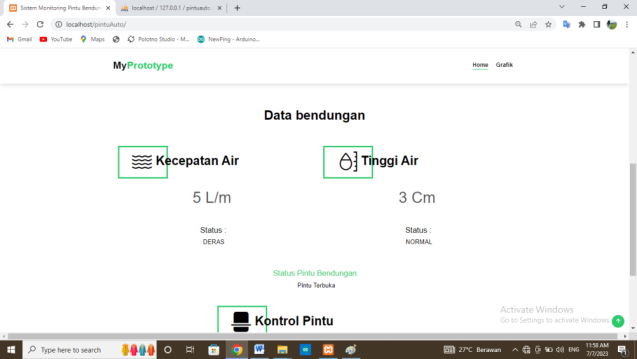 Sistem Monitoring Pintu Bendun
localhost / 127.0.0.1 / pintuauto
localhost/pintuAuto/
Gmail
YouTube
Maps
Polotno Studio - M...
NewPing - Arduino...
MyPrototype
Home
Grafik
Data bendungan
Kecepatan Air
Tinggi Air
5 L/m
3 Cm
Status :
Status :
DERAS
NORMAL
Status Pintu Bendungan:
Pintu Terbuka
Kontrol Pintu
Activate Windows
Go to Settings to activate Windows
Type here to search
27°C Berawan
ENG
11:58 AM
7/7/2023